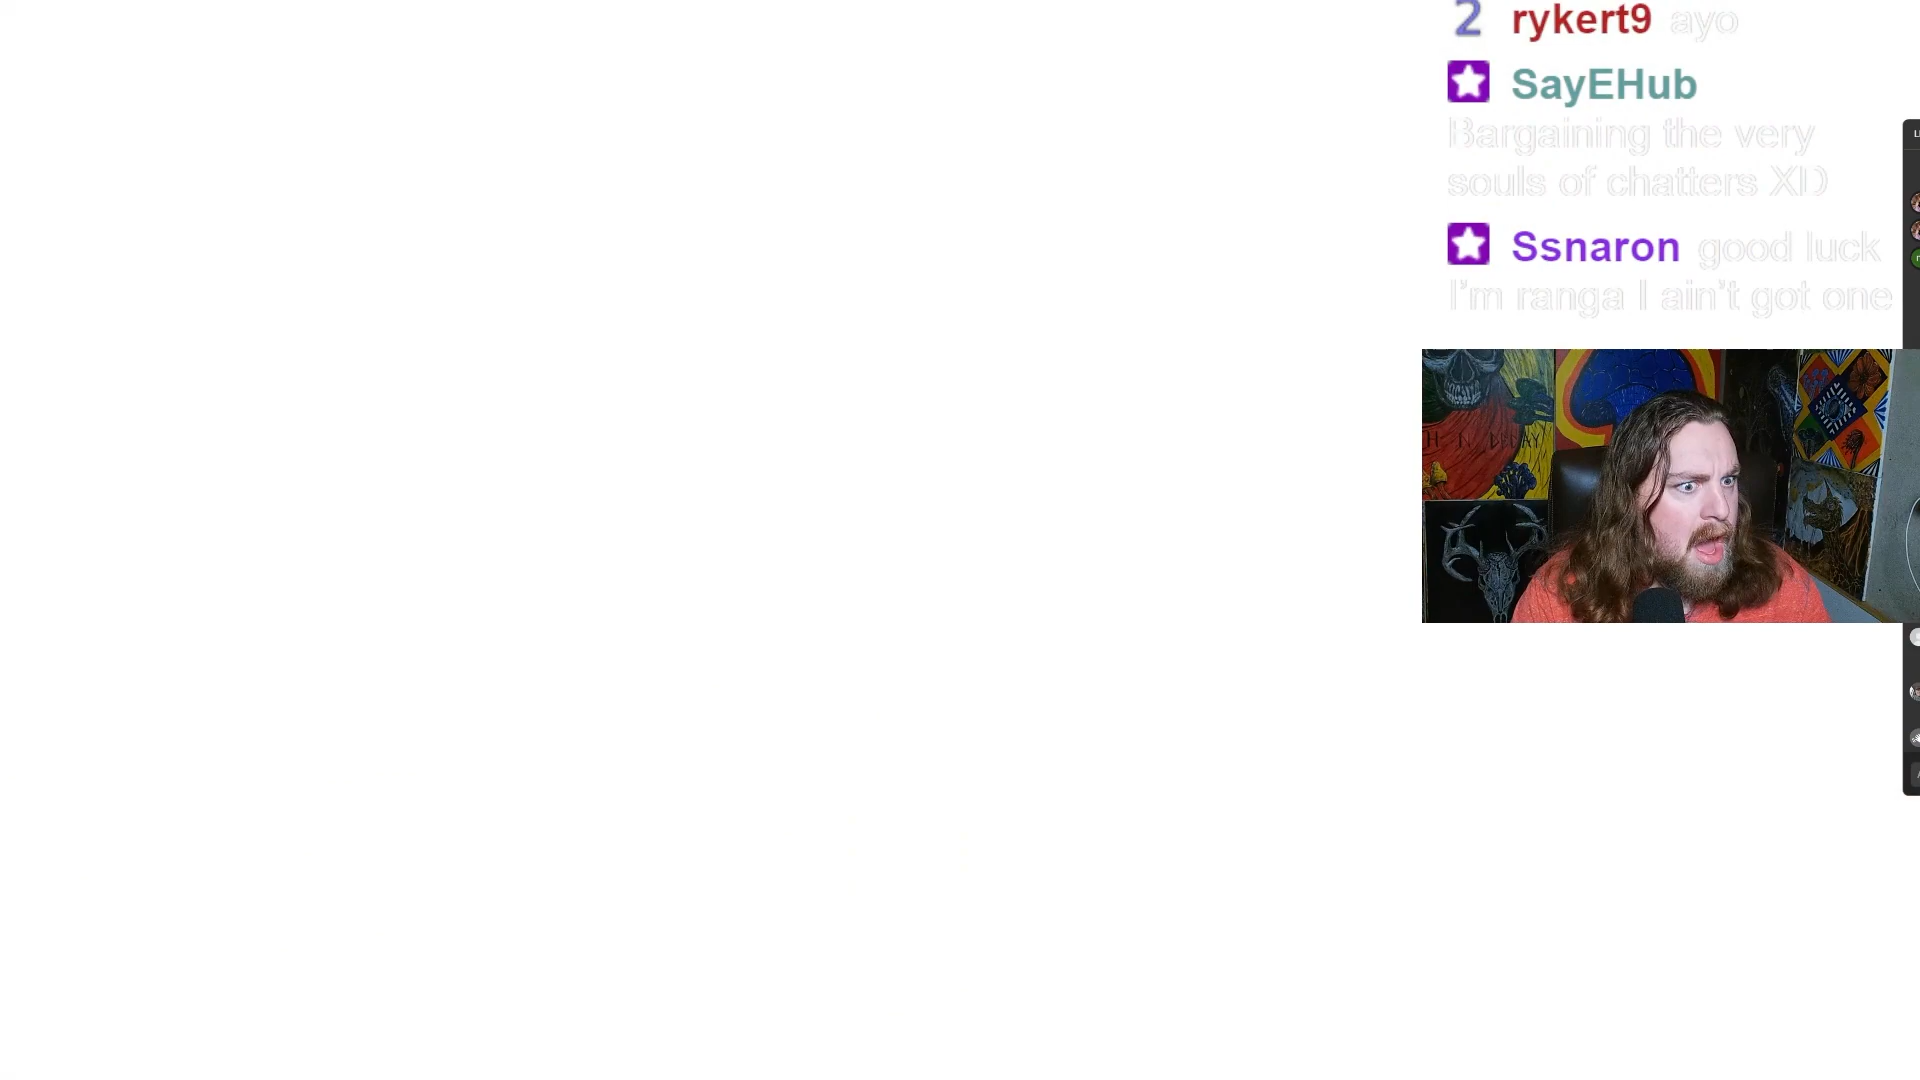 2 rykert9 ayo
SayEHub
Bargaining the very
souls of chatters XD
Ssnaron good luck
I'm ranga I ain't got one